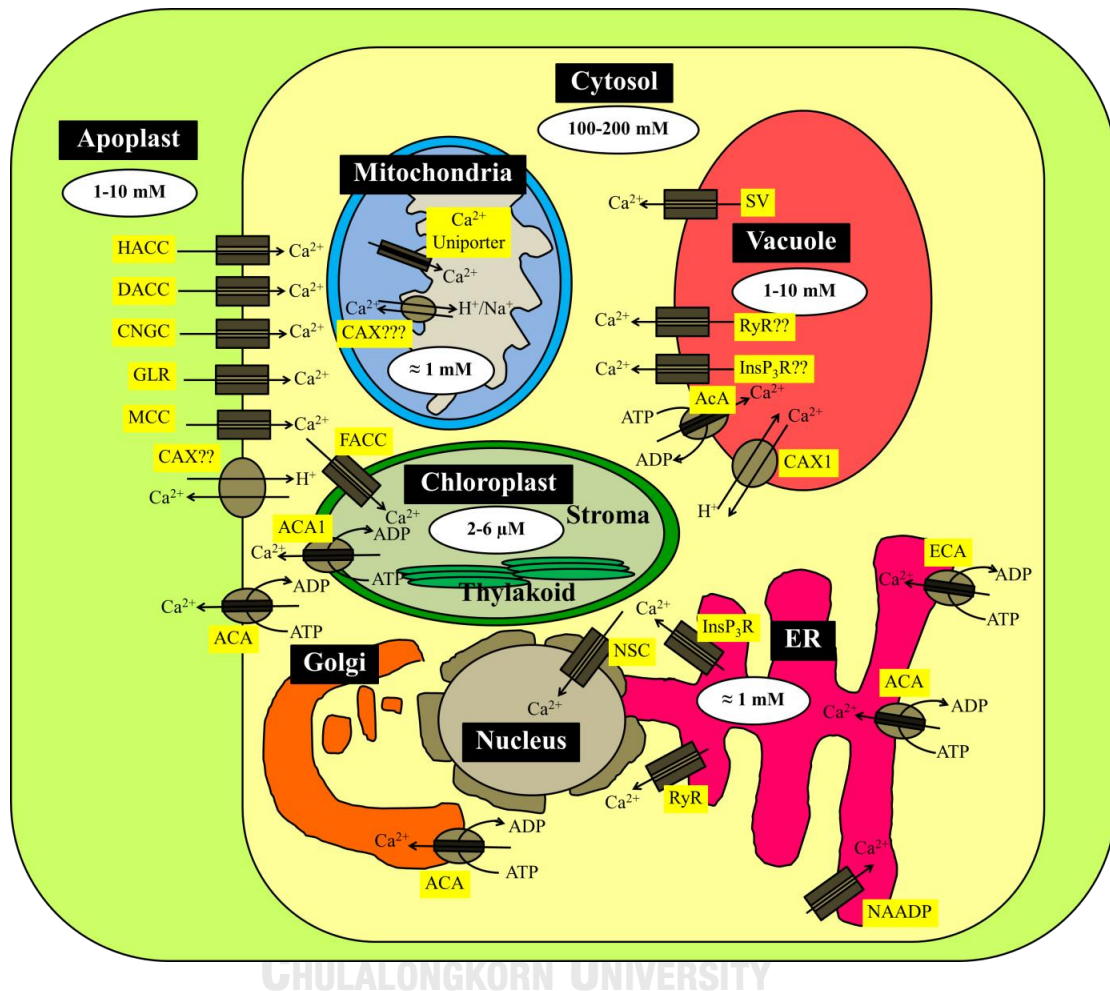 Cytosol
100-200 mM
Apoplast
1-10 mM
Mitochondria
Ca²⁺
Uniporter
Ca²⁺
Ca²⁺
H⁺/Na⁺
CAX???
≈ 1 mM
Ca²⁺
SV
Vacuole
1-10 mM
Ca²⁺
RyR??
Ca²⁺
InsP₃R??
AcA
Ca²⁺
ATP
ADP
Ca²⁺
CAX1
H⁺
HACC
Ca²⁺
DACC
Ca²⁺
CNGC
Ca²⁺
GLR
Ca²⁺
MCC
Ca²⁺
CAX??
H⁺
Ca²⁺
FACC
Ca²⁺
Chloroplast
2-6 µM
Stroma
Thylakoid
ACA1
ADP
Ca²⁺
ATP
ADP
Ca²⁺
ACA
ATP
Golgi
Ca²⁺
ADP
ATP
ACA
NSC
Ca²⁺
Nucleus
Ca²⁺
InsP₃R
ER
≈ 1 mM
Ca²⁺
RyR
ECA
Ca²⁺
ADP
ATP
ACA
Ca²⁺
ADP
ATP
Ca²⁺
NAADP
CHULALONGKORN UNIVERSITY